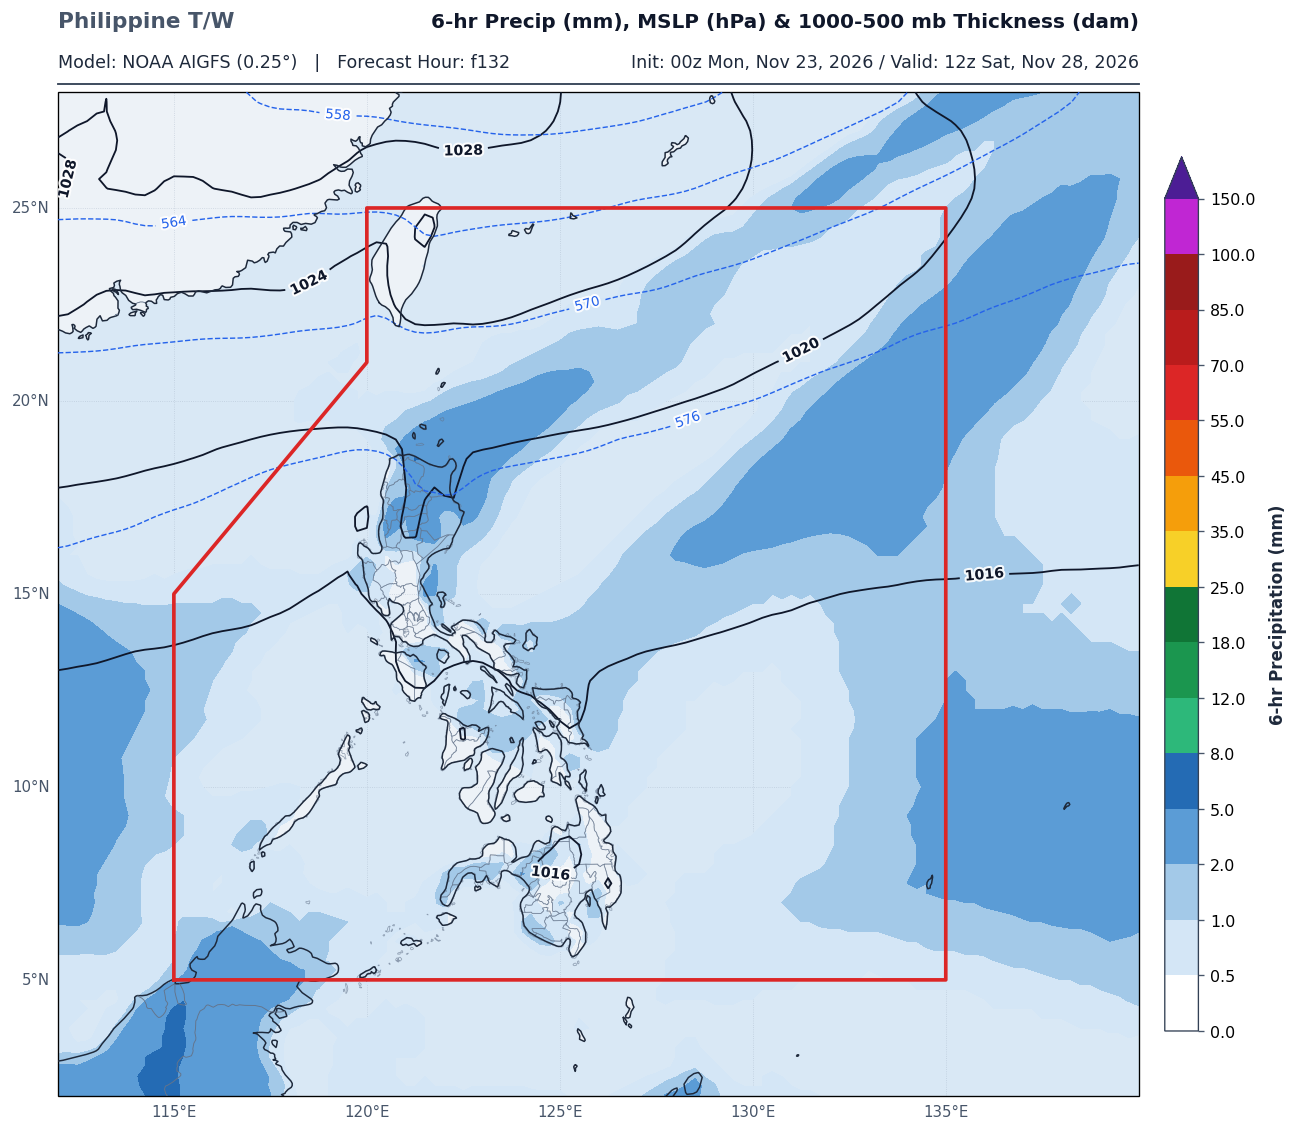 Philippine T/W
6-hr Precip (mm), MSLP (hPa) & 1000-500 mb Thickness (dam)
Model: NOAA AIGFS (0.25°) | Forecast Hour: f132
Init: 00z Mon, Nov 23, 2026 / Valid: 12z Sat, Nov 28, 2026
558
1028
1028
564
1024
570
1020
576
1016
1016
25°N
20°N
15°N
10°N
5°N
115°E
120°E
125°E
130°E
135°E
150.0
100.0
85.0
70.0
55.0
45.0
35.0
25.0
18.0
12.0
8.0
5.0
2.0
1.0
0.5
0.0
6-hr Precipitation (mm)